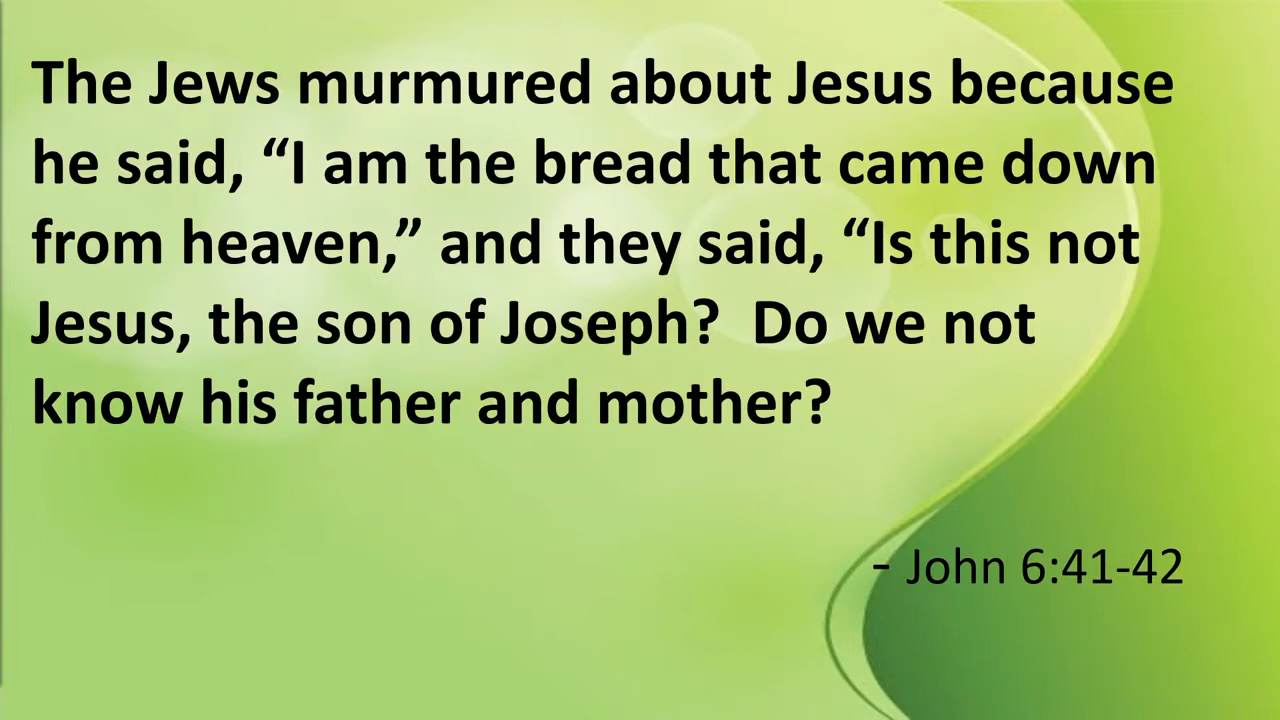 The Jews murmured about Jesus because
he said, “I am the bread that came down
from heaven,” and they said, “Is this not
Jesus, the son of Joseph?  Do we not
know his father and mother?
- John 6:41-42